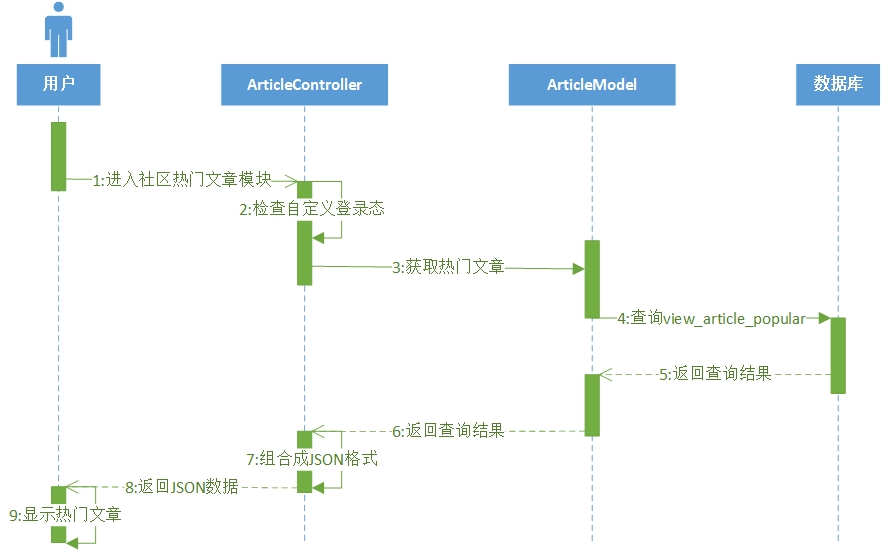 用户
ArticleController
ArticleModel
数据库
1:进入社区热门文章模块
2:检查自定义登录态
3:获取热门文章
4:查询view_article_popular
5:返回查询结果
6:返回查询结果
7:组合成JSON格式
8:返回JSON数据
9:显示热门文章